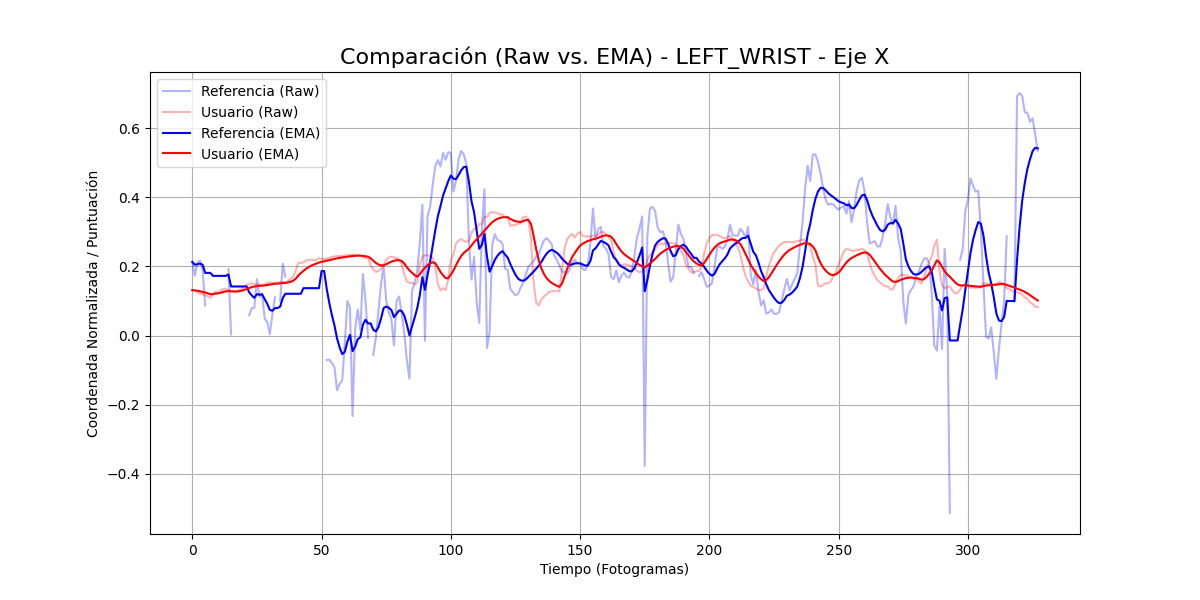 Comparación (Raw vs. EMA) - LEFT_WRIST - Eje X
Referencia (Raw)
Usuario (Raw)
Referencia (EMA)
Usuario (EMA)
Coordenada Normalizada / Puntuación
0.6
0.4
0.2
0.0
−0.2
−0.4
0
50
100
150
200
250
300
Tiempo (Fotogramas)